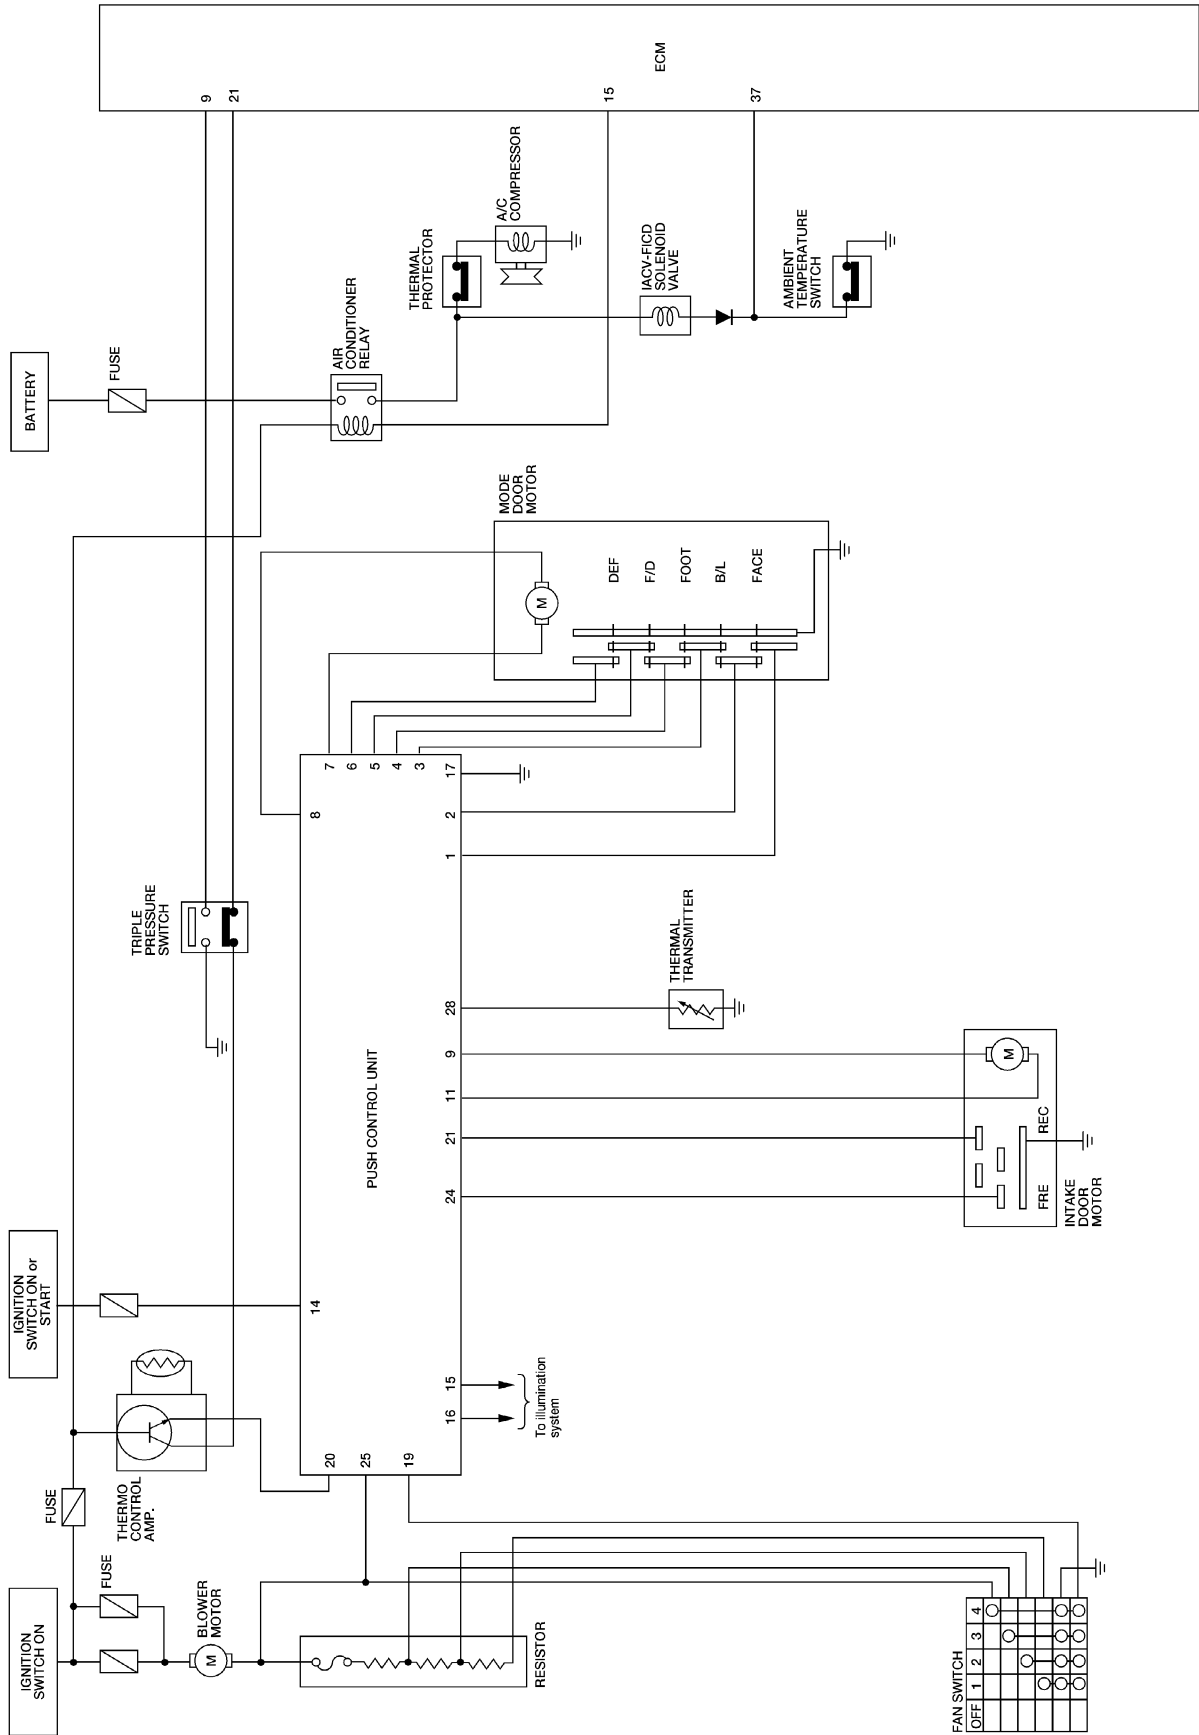 IGNITION
SWITCH ON
IGNITION
SWITCH ON or
START
BATTERY
FUSE
FUSE
FUSE
THERMO
CONTROL
AMP.
BLOWER
MOTOR
TRIPLE
PRESSURE
SWITCH
9
21
15
37
ECM
AIR
CONDITIONER
RELAY
THERMAL
PROTECTOR
A/C
COMPRESSOR
IACV-FICD
SOLENOID
VALVE
AMBIENT
TEMPERATURE
SWITCH
M
RESISTOR
20
25
19
14
8
7
6
5
4
3
PUSH CONTROL UNIT
16
15
24
21
11
9
28
1
2
17
To illumination
system
MODE
DOOR
MOTOR
M
DEF
F/D
FOOT
B/L
FACE
THERMAL
TRANSMITTER
FAN SWITCH
OFF
1
2
3
4
M
FRE
REC
INTAKE
DOOR
MOTOR